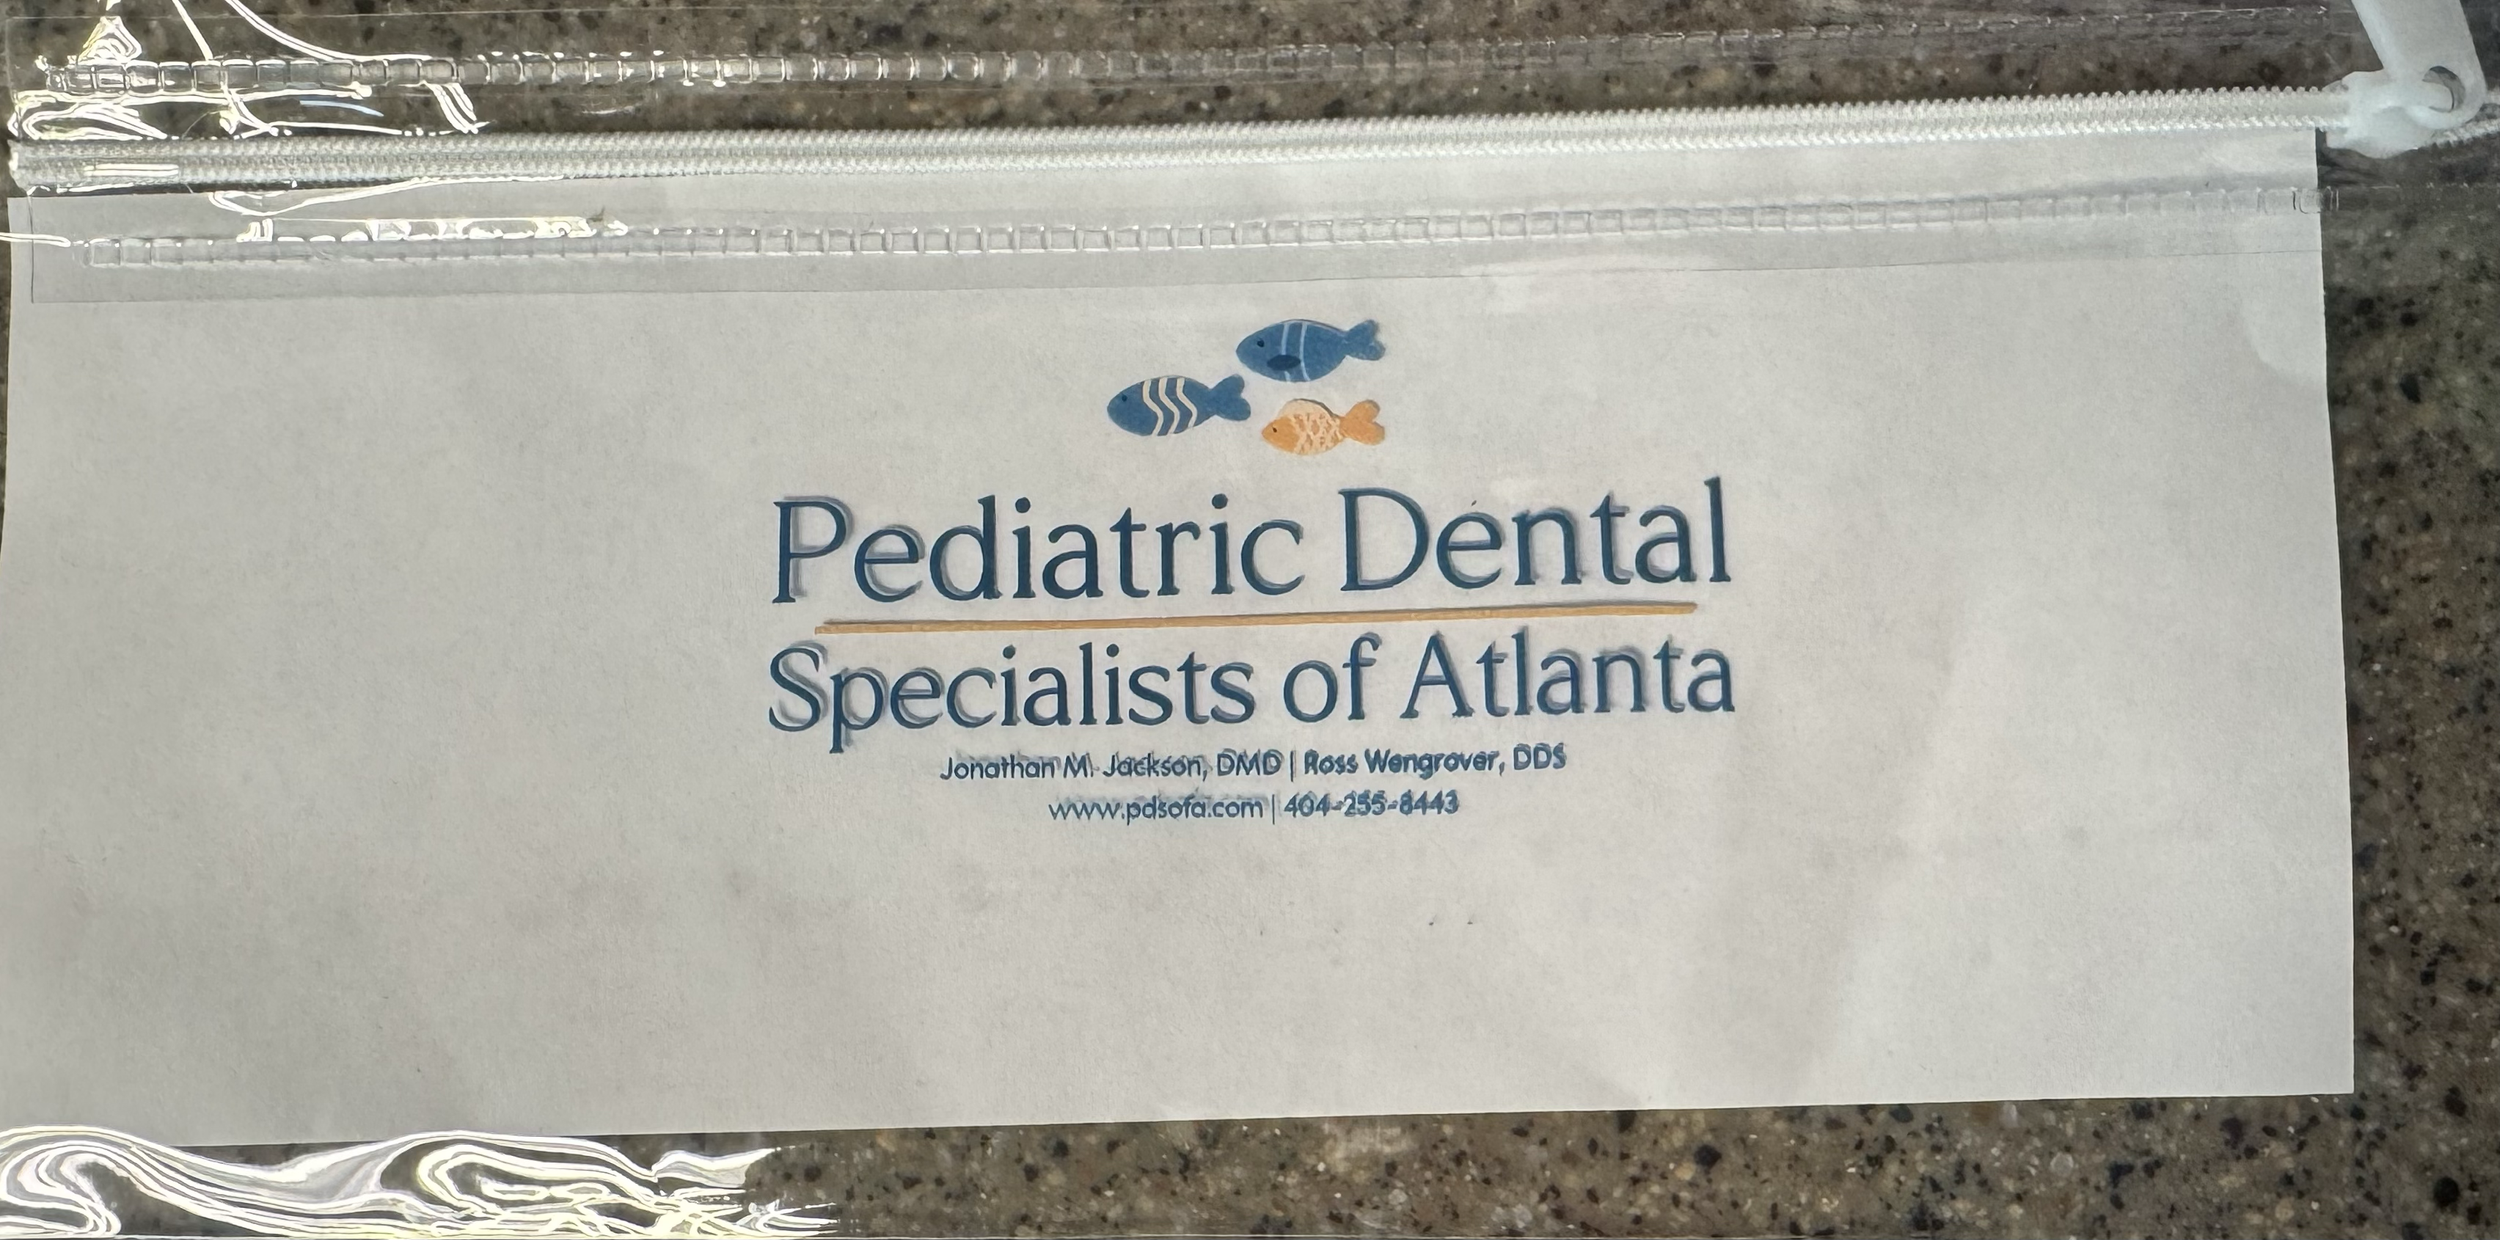 Pediatric Dental
Specialists of Atlanta
Jonathan M. Jackson, DMD | Ross Wengrover, DDS
www.pdsofa.com | 404-255-8443